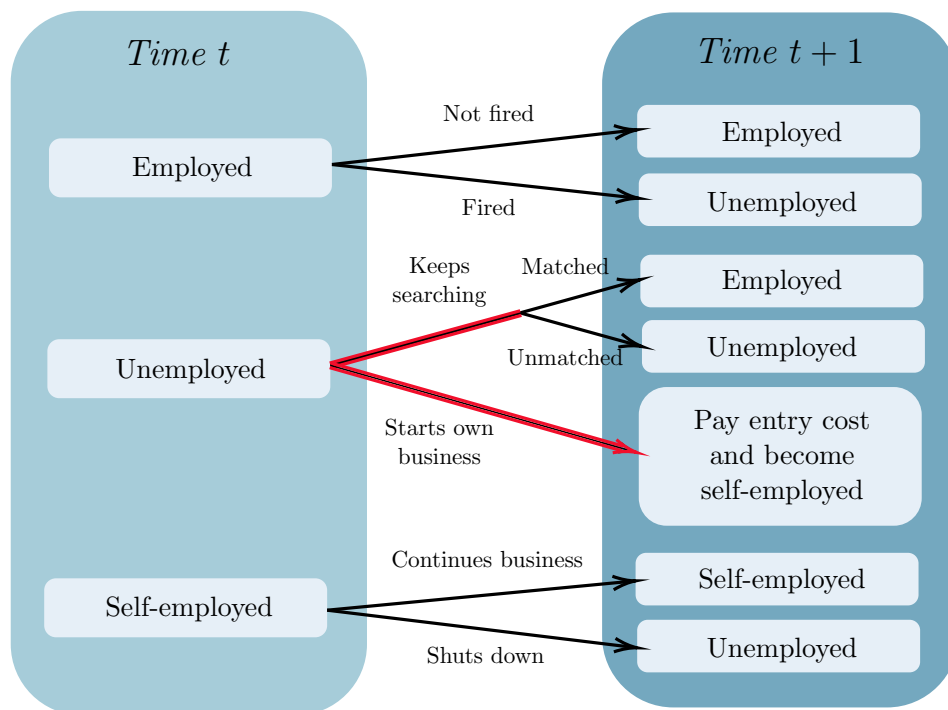 Time t
Time t + 1
Not fired
Employed
Employed
Unemployed
Fired
Keeps
searching
Matched
Employed
Unemployed
Unmatched
Unemployed
Starts own
business
Pay entry cost
and become
self-employed
Continues business
Self-employed
Self-employed
Shuts down
Unemployed